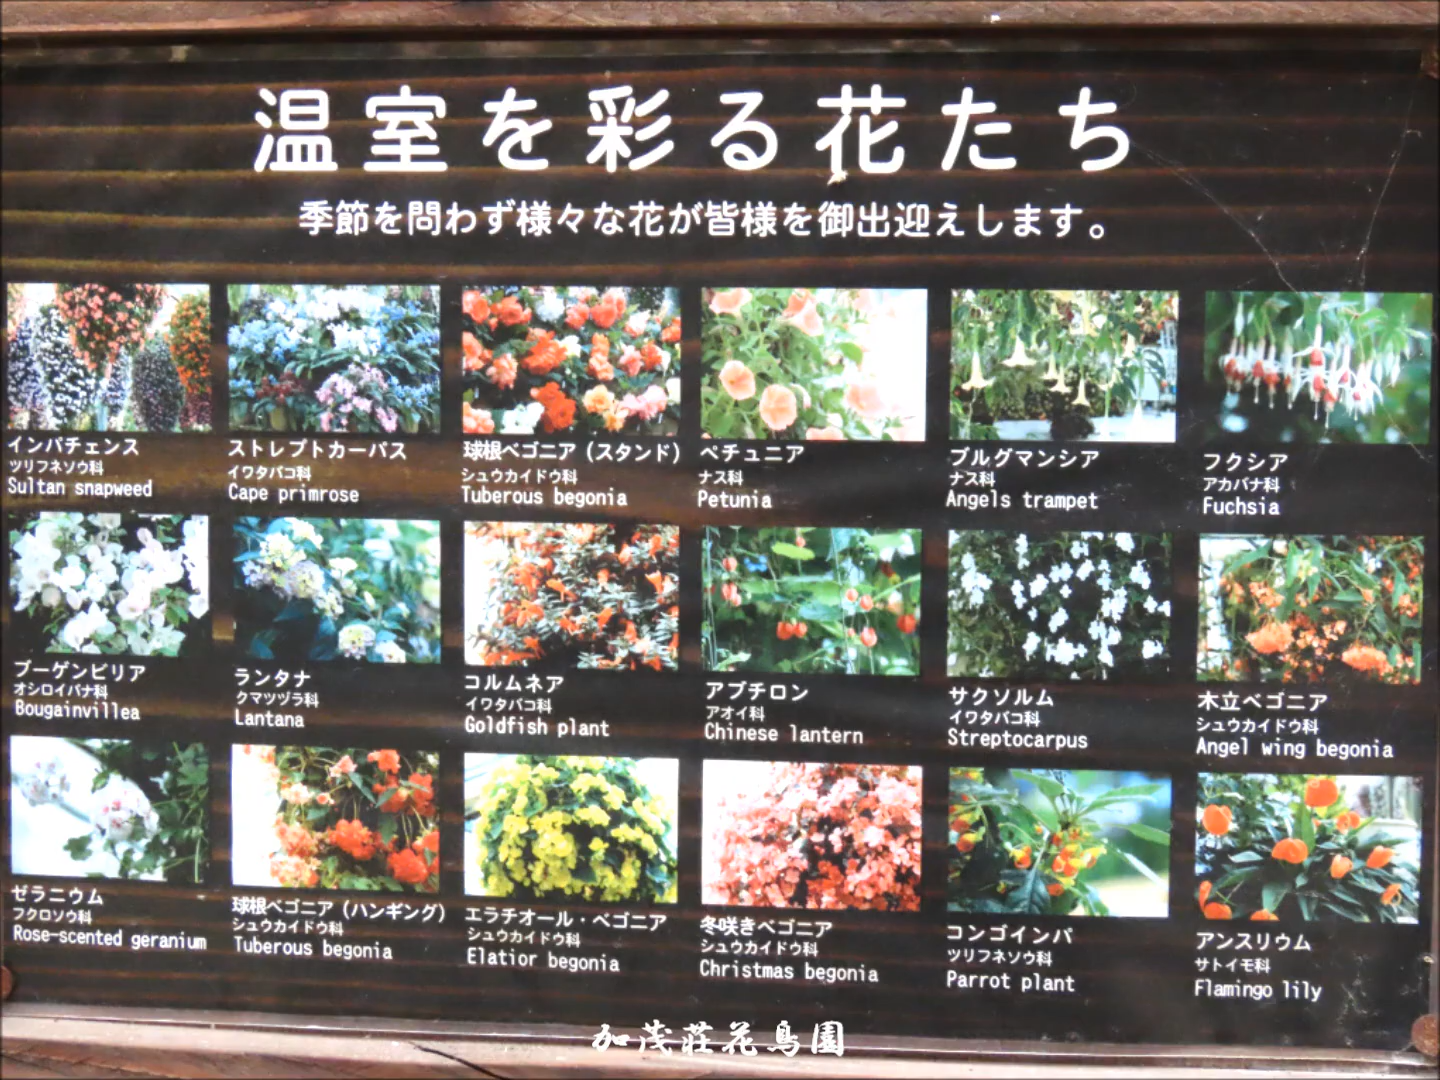 温室を彩る花たち
季節を問わず様々な花が皆様を御出迎えします。
インパチェンス
ツリフネソウ科
Sultan snapweed
ストレプトカーパス
イワタバコ科
Cape primrose
球根ベゴニア（スタンド）
シュウカイドウ科
Tuberous begonia
ペチュニア
ナス科
Petunia
ブルグマンシア
ナス科
Angels trampet
フクシア
アカバナ科
Fuchsia
ブーゲンビリア
オシロイバナ科
Bougainvillea
ランタナ
クマツヅラ科
Lantana
コルムネア
イワタバコ科
Goldfish plant
アブチロン
アオイ科
Chinese lantern
サクソルム
イワタバコ科
Streptocarpus
木立ベゴニア
シュウカイドウ科
Angel wing begonia
ゼラニウム
フクロソウ科
Rose-scented geranium
球根ベゴニア（ハンギング）
シュウカイドウ科
Tuberous begonia
エラチオール・ベゴニア
シュウカイドウ科
Elatior begonia
冬咲きベゴニア
シュウカイドウ科
Christmas begonia
コンゴインパ
ツリフネソウ科
Parrot plant
アンスリウム
サトイモ科
Flamingo lily
加茂荘花鳥園